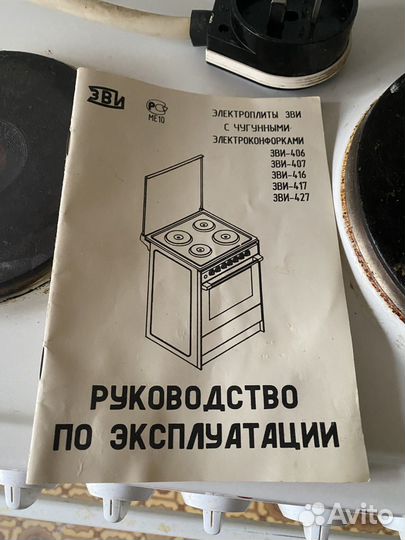 ЗВИ
РС
МЕ10
ЭЛЕКТРОПЛИТЫ ЗВИ
С ЧУГУННЫМИ
ЭЛЕКТРОКОНФОРКАМИ
ЗВИ-406
ЗВИ-407
ЗВИ-416
ЗВИ-417
ЗВИ-427
РУКОВОДСТВО
ПО ЭКСПЛУАТАЦИИ
Avito